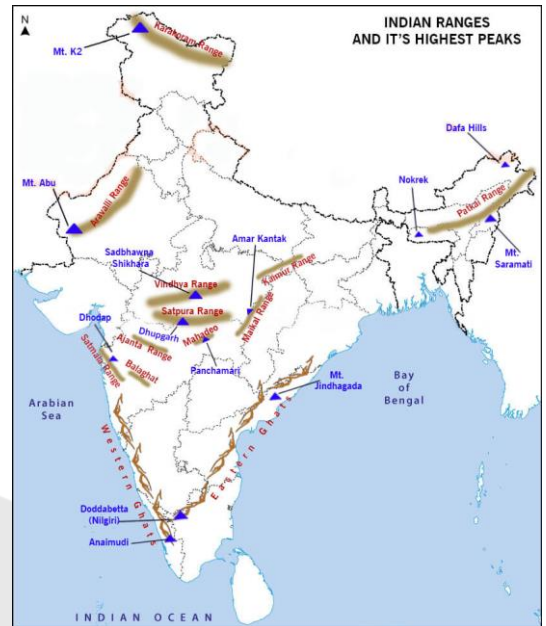 INDIAN RANGES
AND IT'S HIGHEST PEAKS
N
Mt. K2
Karakoram Range
Dafa Hills
Mt. Abu
Aravalli Range
Nokrek
Patkai Range
Mt.
Saramati
Sadbhawna
Shikhara
Amar Kantak
Kaimur Range
Vindhya Range
Satpura Range
Maikal Range
Dhodap
Dhupgarh
Mahadeo
Ajanta Range
Satmala Range
Balaghat
Panchamari
Mt.
Jindhagada
Arabian
Sea
Bay
of
Bengal
Western Ghats
Eastern Ghats
Doddabetta
(Nilgiri)
Anaimudi
INDIAN OCEAN